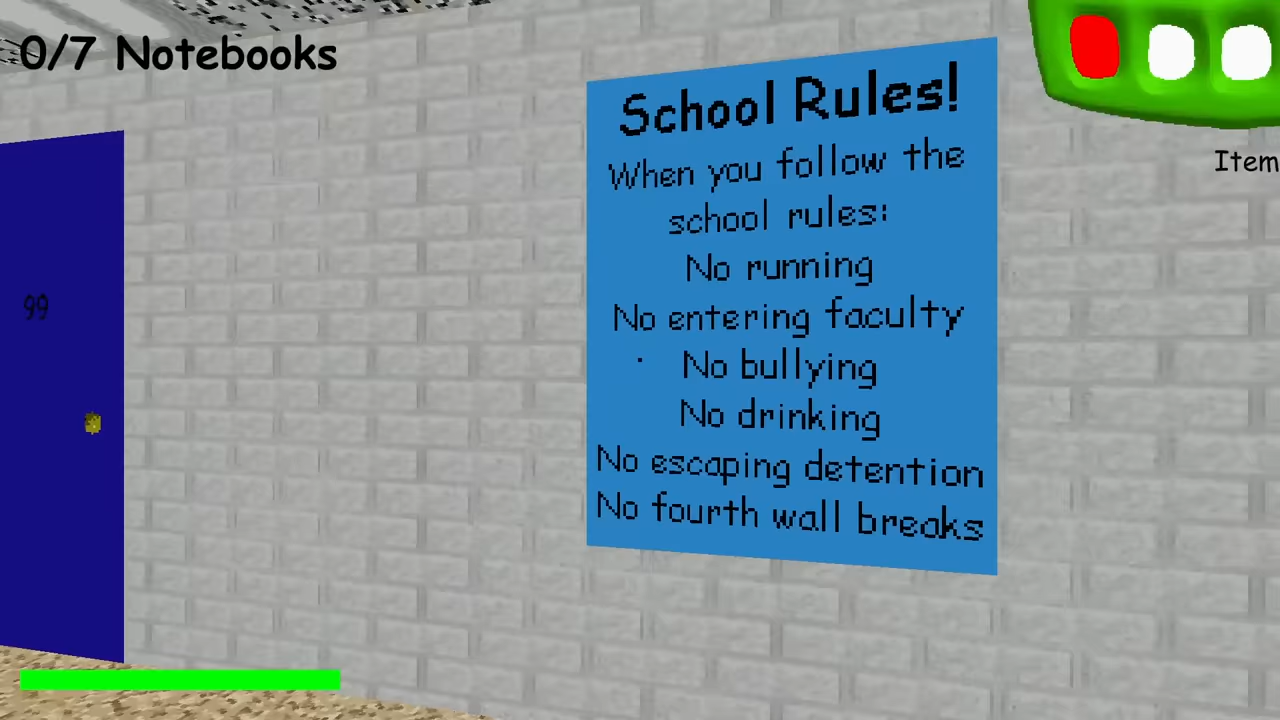 0/7 Notebooks
School Rules!
When you follow the
school rules:
No running
No entering faculty
No bullying
No drinking
No escaping detention
No fourth wall breaks
Item
99